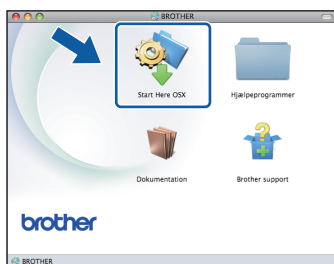 BROTHER
Start Here OSX
Hjælpeprogrammer
Dokumentation
Brother support
brother
BROTHER